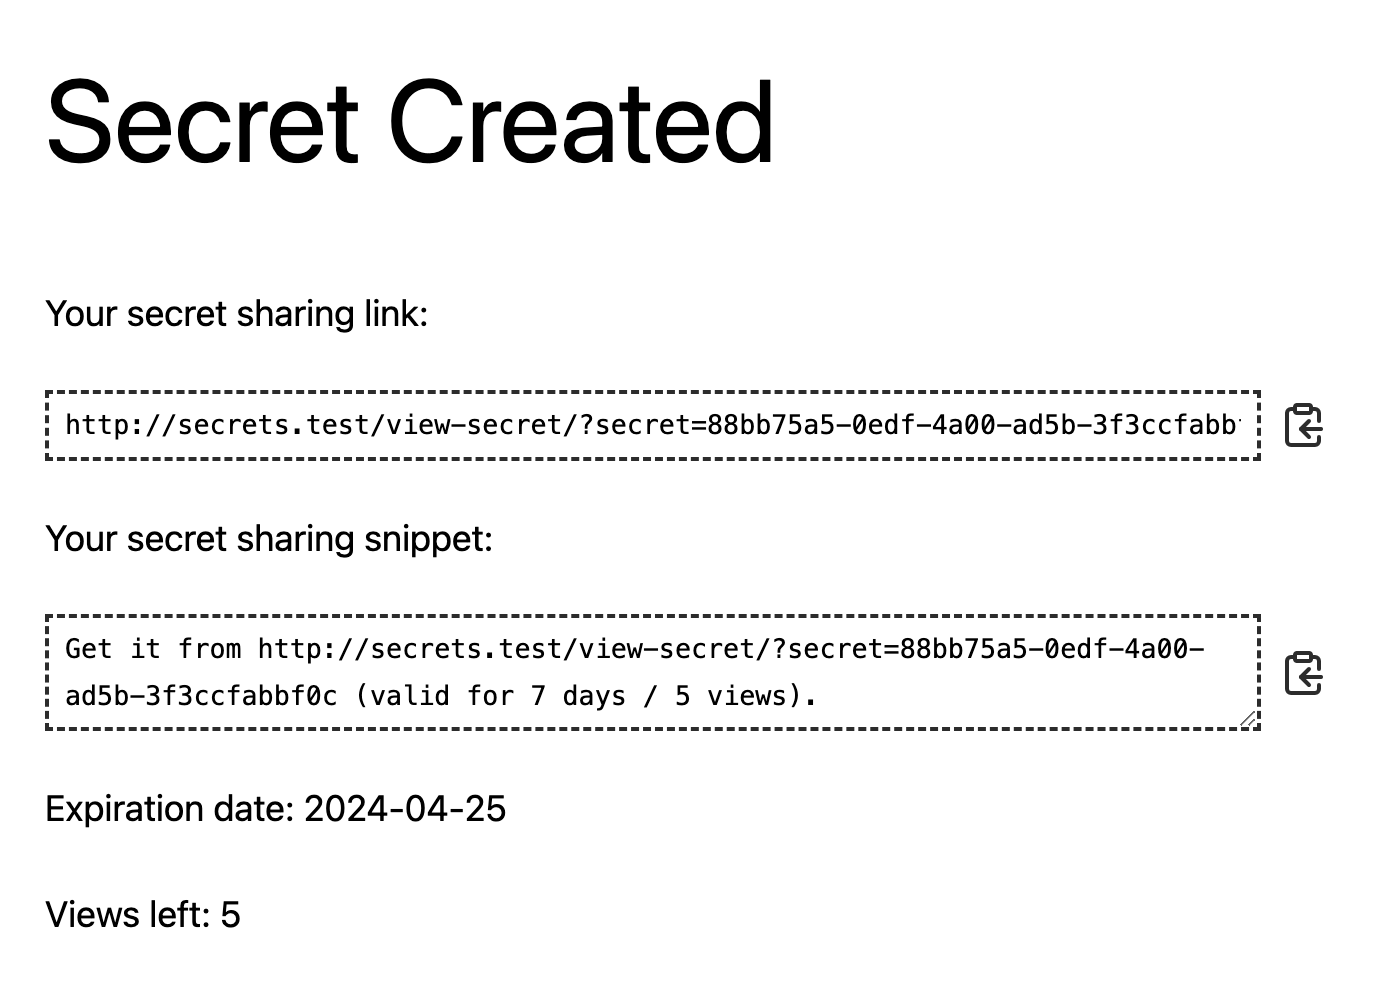 Secret Created
Your secret sharing link:
http://secrets.test/view-secret/?secret=88bb75a5-0edf-4a00-ad5b-3f3ccfabb
Your secret sharing snippet:
Get it from http://secrets.test/view-secret/?secret=88bb75a5-0edf-4a00-
ad5b-3f3ccfabbf0c (valid for 7 days / 5 views).
Expiration date: 2024-04-25
Views left: 5